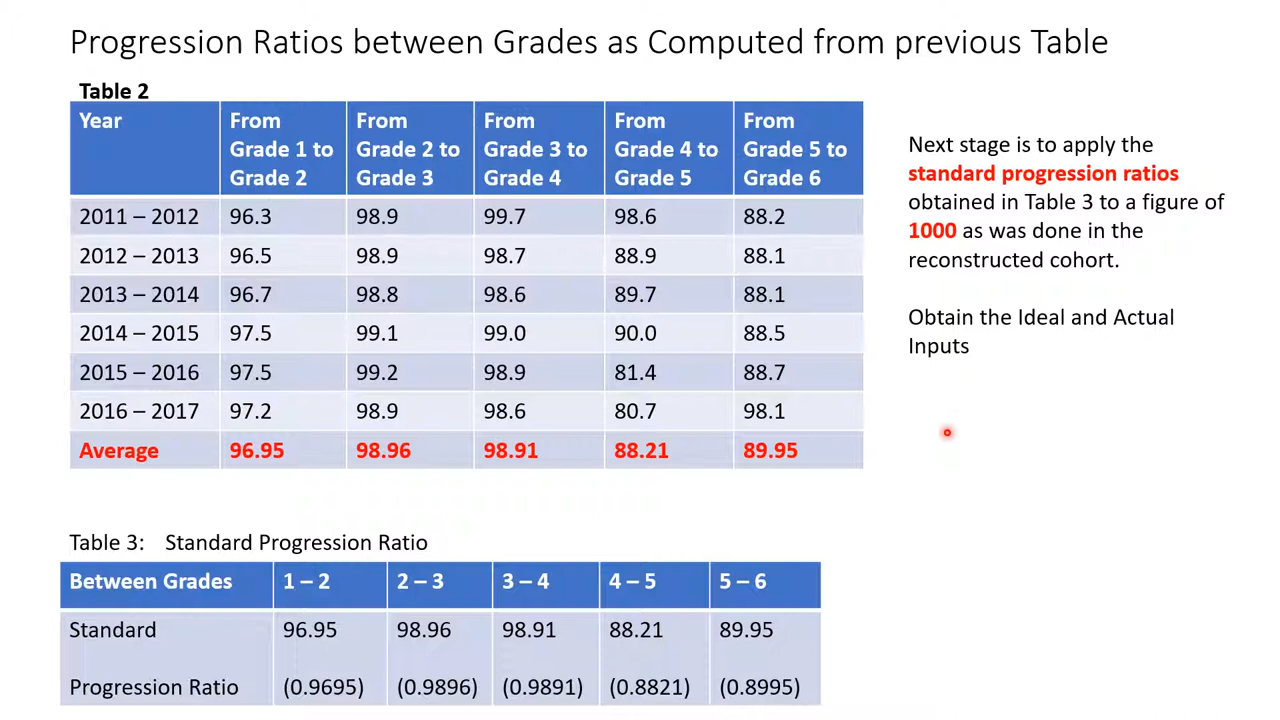 Progression Ratios between Grades as Computed from previous Table
Table 2
Year From Grade 1 to Grade 2 From Grade 2 to Grade 3 From Grade 3 to Grade 4 From Grade 4 to Grade 5 From Grade 5 to Grade 6
2011 – 2012 96.3 98.9 99.7 98.6 88.2
2012 – 2013 96.5 98.9 98.7 88.9 88.1
2013 – 2014 96.7 98.8 98.6 89.7 88.1
2014 – 2015 97.5 99.1 99.0 90.0 88.5
2015 – 2016 97.5 99.2 98.9 81.4 88.7
2016 – 2017 97.2 98.9 98.6 80.7 98.1
Average 96.95 98.96 98.91 88.21 89.95
Next stage is to apply the
standard progression ratios
obtained in Table 3 to a figure of
1000 as was done in the
reconstructed cohort.
Obtain the Ideal and Actual
Inputs
Table 3: Standard Progression Ratio
Between Grades 1 – 2 2 – 3 3 – 4 4 – 5 5 – 6
Standard 96.95 98.96 98.91 88.21 89.95
Progression Ratio (0.9695) (0.9896) (0.9891) (0.8821) (0.8995)